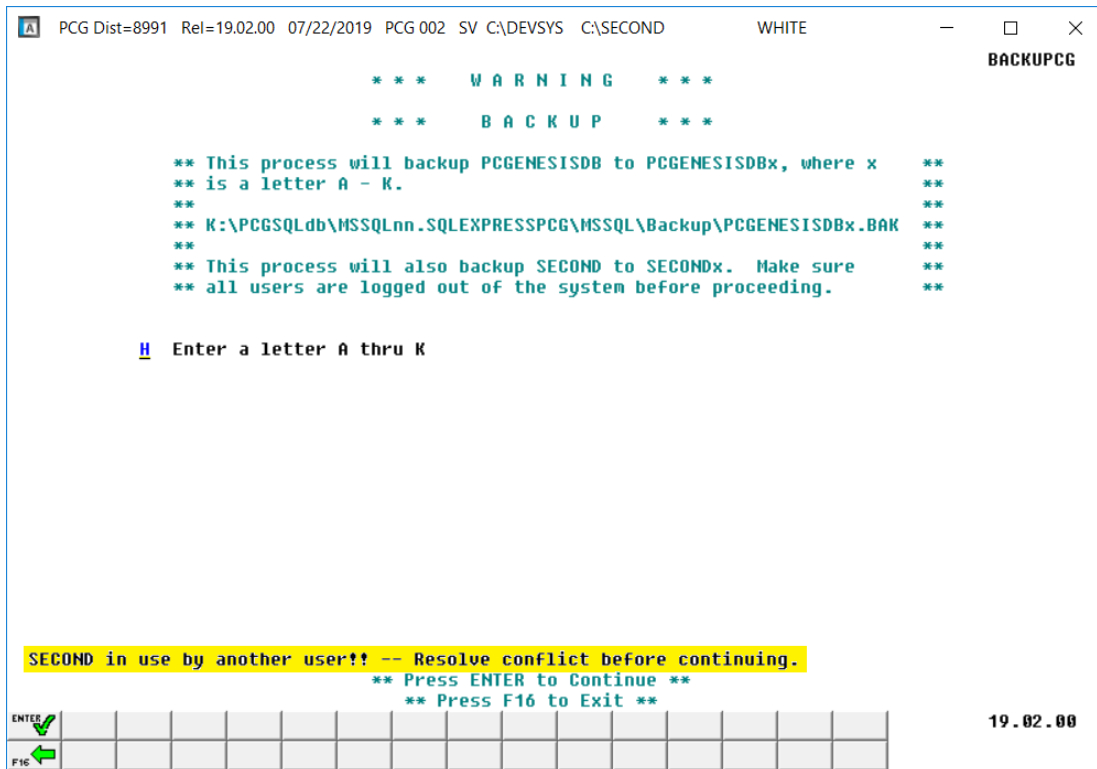 A PCG Dist=8991 Rel=19.02.00 07/22/2019 PCG 002 SV C:\DEVSYS C:\SECOND WHITE
BACKUPCG
* * * W A R N I N G * * *
* * * B A C K U P * * *
** This process will backup PCGENESISDB to PCGENESISDBx, where x **
** is a letter A - K. **
** **
** K:\PCGSQLdb\MSSQLnn.SQLEXPRESSPCG\MSSQL\Backup\PCGENESISDBx.BAK **
** **
** This process will also backup SECOND to SECONDx. Make sure **
** all users are logged out of the system before proceeding. **
H Enter a letter A thru K
SECOND in use by another user!! -- Resolve conflict before continuing.
** Press ENTER to Continue **
** Press F16 to Exit **
ENTER
19.02.00
F16